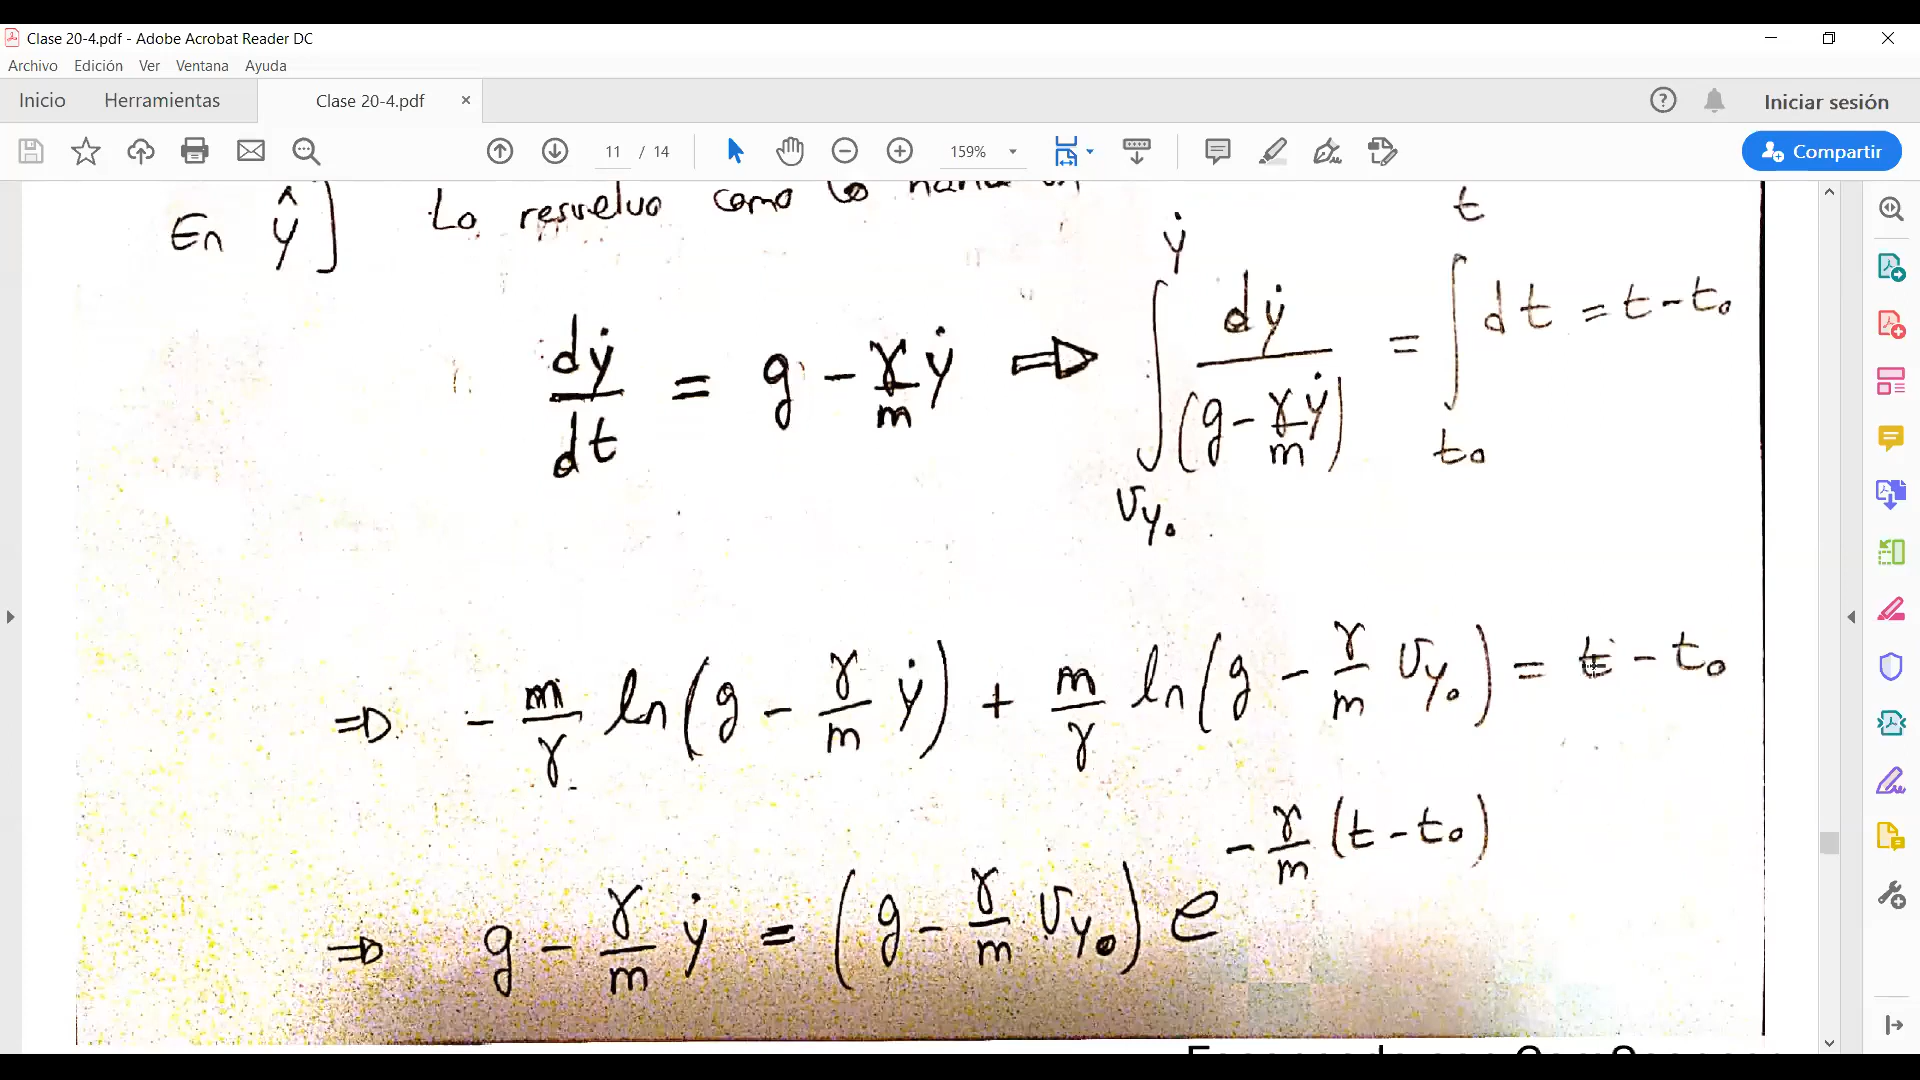 Clase 20-4.pdf - Adobe Acrobat Reader DC
Archivo Edición Ver Ventana Ayuda
Inicio Herramientas Clase 20-4.pdf × Iniciar sesión
11 / 14 159% Compartir
En ŷ] Lo resuelvo como lo
dẏ/dt = g - γ/m ẏ ⇒ ∫_{v_{y₀}}^{ẏ} dẏ/(g - γ/m ẏ) = ∫_{t₀}^{t} dt = t - t₀
⇒ - m/γ ln(g - γ/m ẏ) + m/γ ln(g - γ/m v_{y₀}) = t - t₀
⇒ g - γ/m ẏ = (g - γ/m v_{y₀}) e^{-γ/m (t - t₀)}